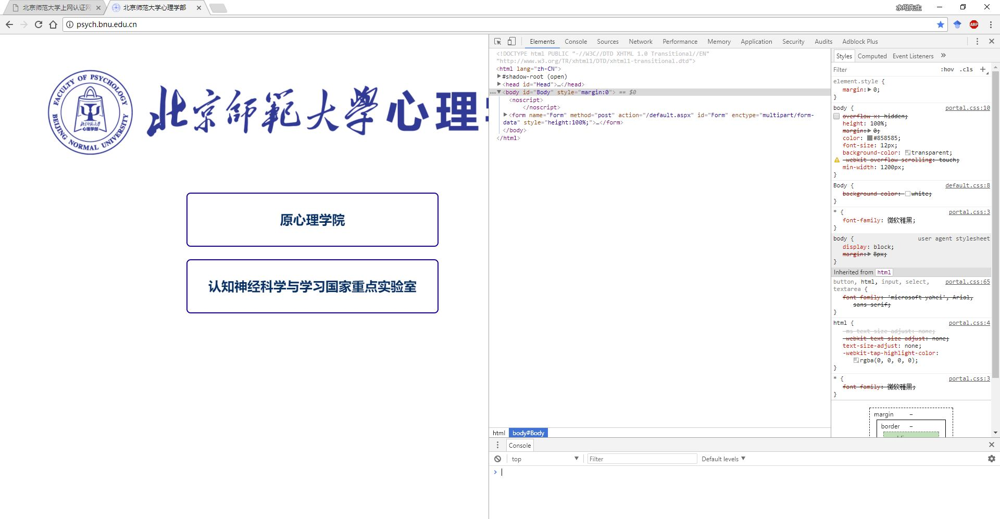 北京师范大学上网认证网
北京师范大学心理学部
水母先生
psych.bnu.edu.cn
ABP
FACULTY OF PSYCHOLOGY
BEIJING NORMAL UNIVERSITY
北京师范大学
心理学部
北京師範大學心理
原心理学院
认知神经科学与学习国家重点实验室
Elements Console Sources Network Performance Memory Application Security Audits Adblock Plus
<!DOCTYPE html PUBLIC "-//W3C//DTD XHTML 1.0 Transitional//EN"
"http://www.w3.org/TR/xhtml1/DTD/xhtml1-transitional.dtd">
<html lang="zh-CN">
#shadow-root (open)
<head id="Head">…</head>
<body id="Body" style="margin:0"> == $0
<noscript>
</noscript>
<form name="Form" method="post" action="/default.aspx" id="Form" enctype="multipart/form-
data" style="height:100%;">…</form>
</body>
</html>
html body#Body
Styles Computed Event Listeners »
Filter :hov .cls +
element.style {
margin: 0;
}
body { portal.css:10
overflow-x: hidden;
height: 100%;
margin: 0;
color: #858585;
font-size: 12px;
background-color: transparent;
-webkit-overflow-scrolling: touch;
min-width: 1200px;
}
Body { default.css:8
background-color: white;
}
* { portal.css:3
font-family: 微软雅黑;
}
body { user agent stylesheet
display: block;
margin: 8px;
}
Inherited from html
button, html, input, select, portal.css:65
textarea {
font-family: 'microsoft yahei', Arial,
sans-serif;
}
html { portal.css:4
-ms-text-size-adjust: none;
-webkit-text-size-adjust: none;
text-size-adjust: none;
-webkit-tap-highlight-color:
rgba(0, 0, 0, 0);
}
* { portal.css:3
font-family: 微软雅黑;
}
margin –
border –
Console
top Filter Default levels